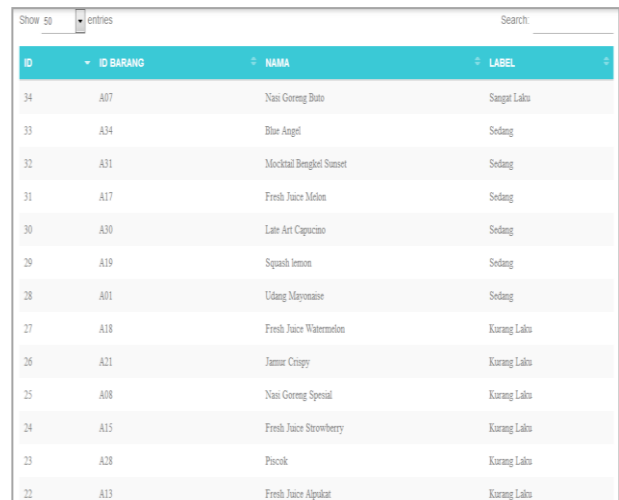 Show 50 entries Search:
ID ID BARANG NAMA LABEL
34 A07 Nasi Goreng Buto Sangat Laku
33 A34 Blue Angel Sedang
32 A31 Mocktail Bengkel Sunset Sedang
31 A17 Fresh Juice Melon Sedang
30 A30 Late Art Capucino Sedang
29 A19 Squash lemon Sedang
28 A01 Udang Mayonaise Sedang
27 A18 Fresh Juice Watermelon Kurang Laku
26 A21 Jamur Crispy Kurang Laku
25 A08 Nasi Goreng Spesial Kurang Laku
24 A15 Fresh Juice Strowberry Kurang Laku
23 A28 Piscok Kurang Laku
22 A13 Fresh Juice Alpukat Kurang Laku